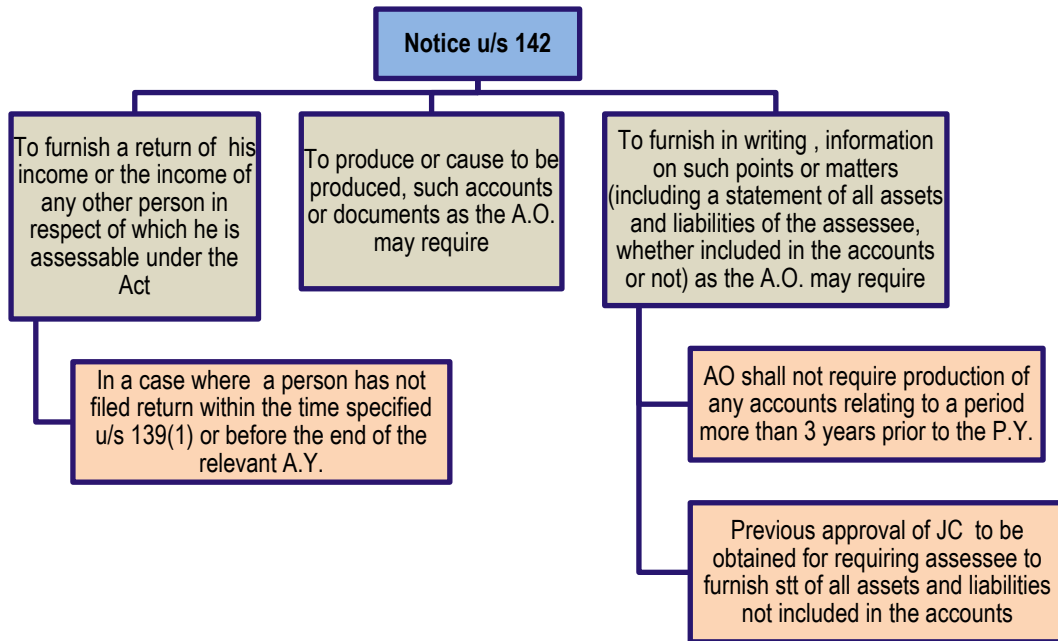 Notice u/s 142
To furnish a return of his
income or the income of
any other person in
respect of which he is
assessable under the
Act
To produce or cause to be
produced, such accounts
or documents as the A.O.
may require
To furnish in writing , information
on such points or matters
(including a statement of all assets
and liabilities of the assessee,
whether included in the accounts
or not) as the A.O. may require
In a case where a person has not
filed return within the time specified
u/s 139(1) or before the end of the
relevant A.Y.
AO shall not require production of
any accounts relating to a period
more than 3 years prior to the P.Y.
Previous approval of JC to be
obtained for requiring assessee to
furnish stt of all assets and liabilities
not included in the accounts